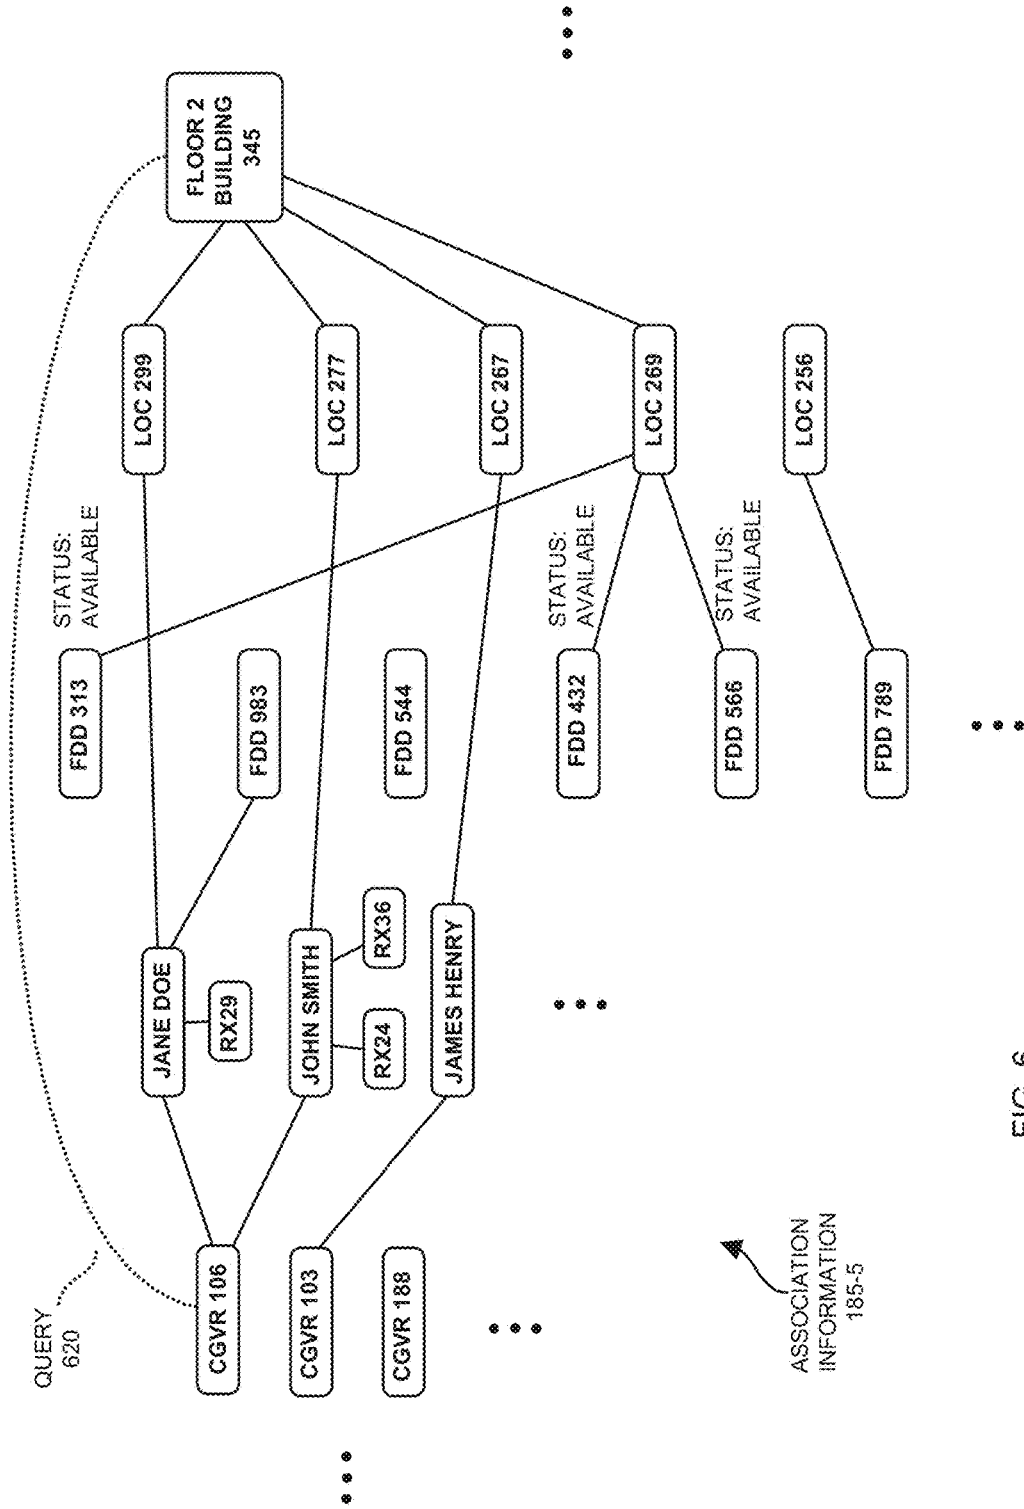 QUERY
620
CGVR 106
CGVR 103
CGVR 188
JANE DOE
RX29
JOHN SMITH
RX24
RX36
JAMES HENRY
FDD 313
STATUS:
AVAILABLE
FDD 983
FDD 544
FDD 432
STATUS:
AVAILABLE
FDD 566
STATUS:
AVAILABLE
FDD 789
LOC 299
LOC 277
LOC 267
LOC 269
LOC 256
FLOOR 2
BUILDING
345
ASSOCIATION
INFORMATION
185-5
FIG. 6